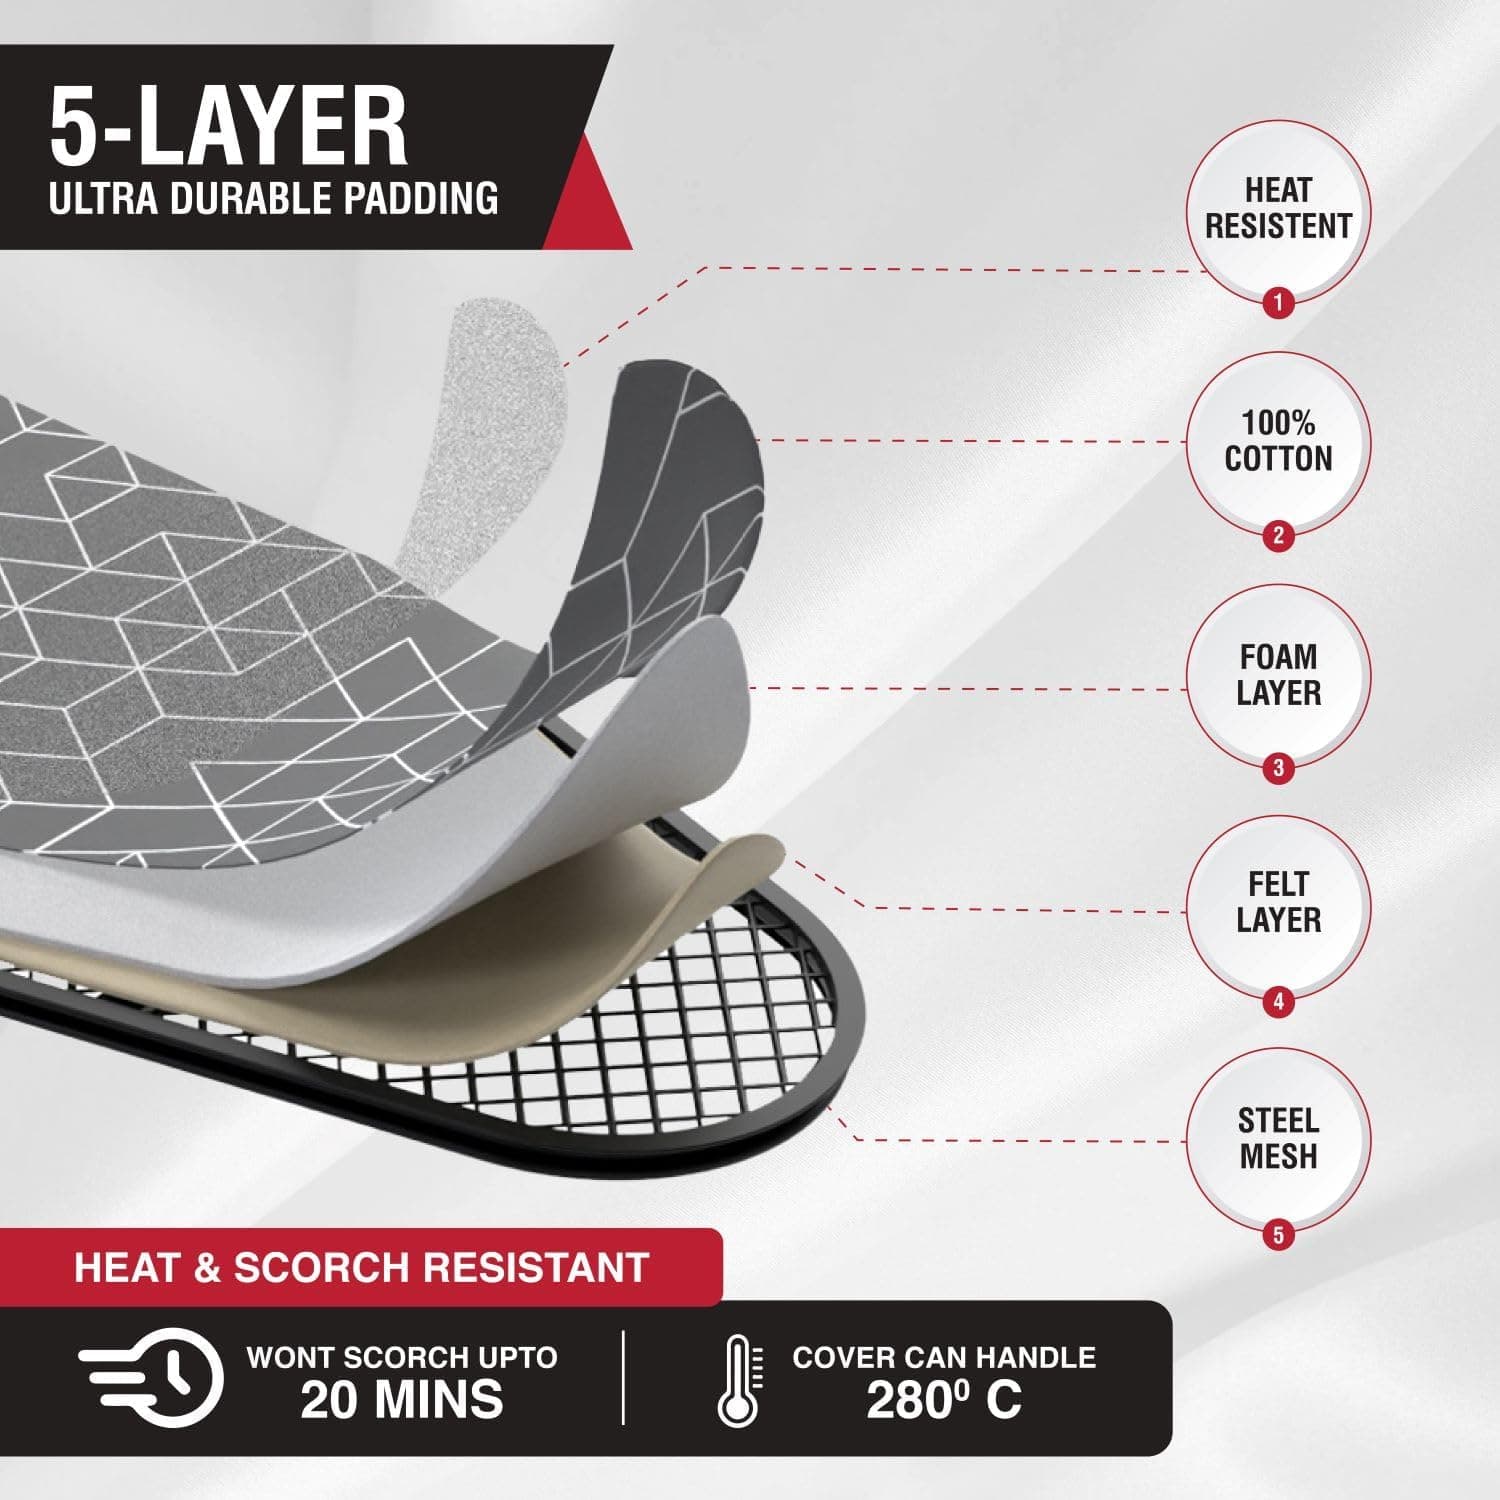 5-LAYER
ULTRA DURABLE PADDING
HEAT
RESISTENT
1
100%
COTTON
2
FOAM
LAYER
3
FELT
LAYER
4
STEEL
MESH
5
HEAT & SCORCH RESISTANT
WONT SCORCH UPTO
20 MINS
COVER CAN HANDLE
280⁰ C